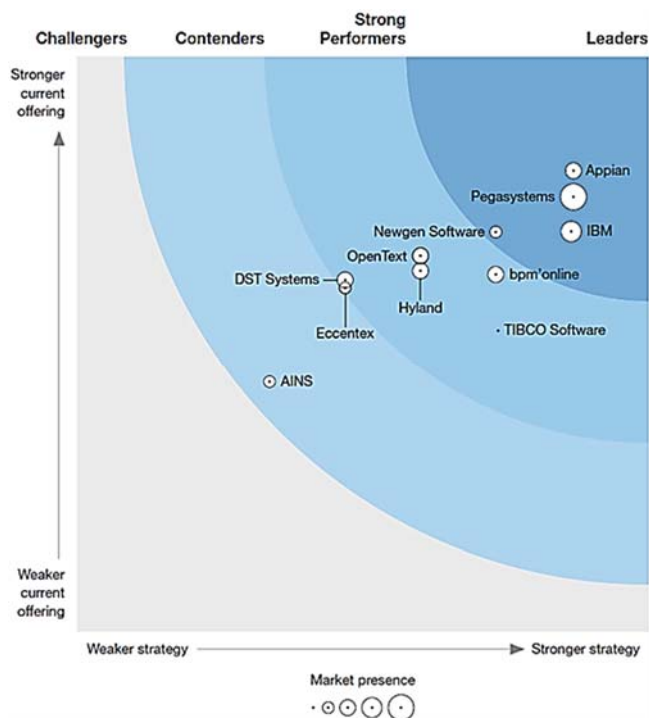 Challengers
Contenders
Strong
Performers
Leaders
Stronger
current
offering
Appian
Pegasystems
Newgen Software
IBM
OpenText
DST Systems
bpm'online
Hyland
Eccentex
TIBCO Software
AINS
Weaker
current
offering
Weaker strategy
Stronger strategy
Market presence